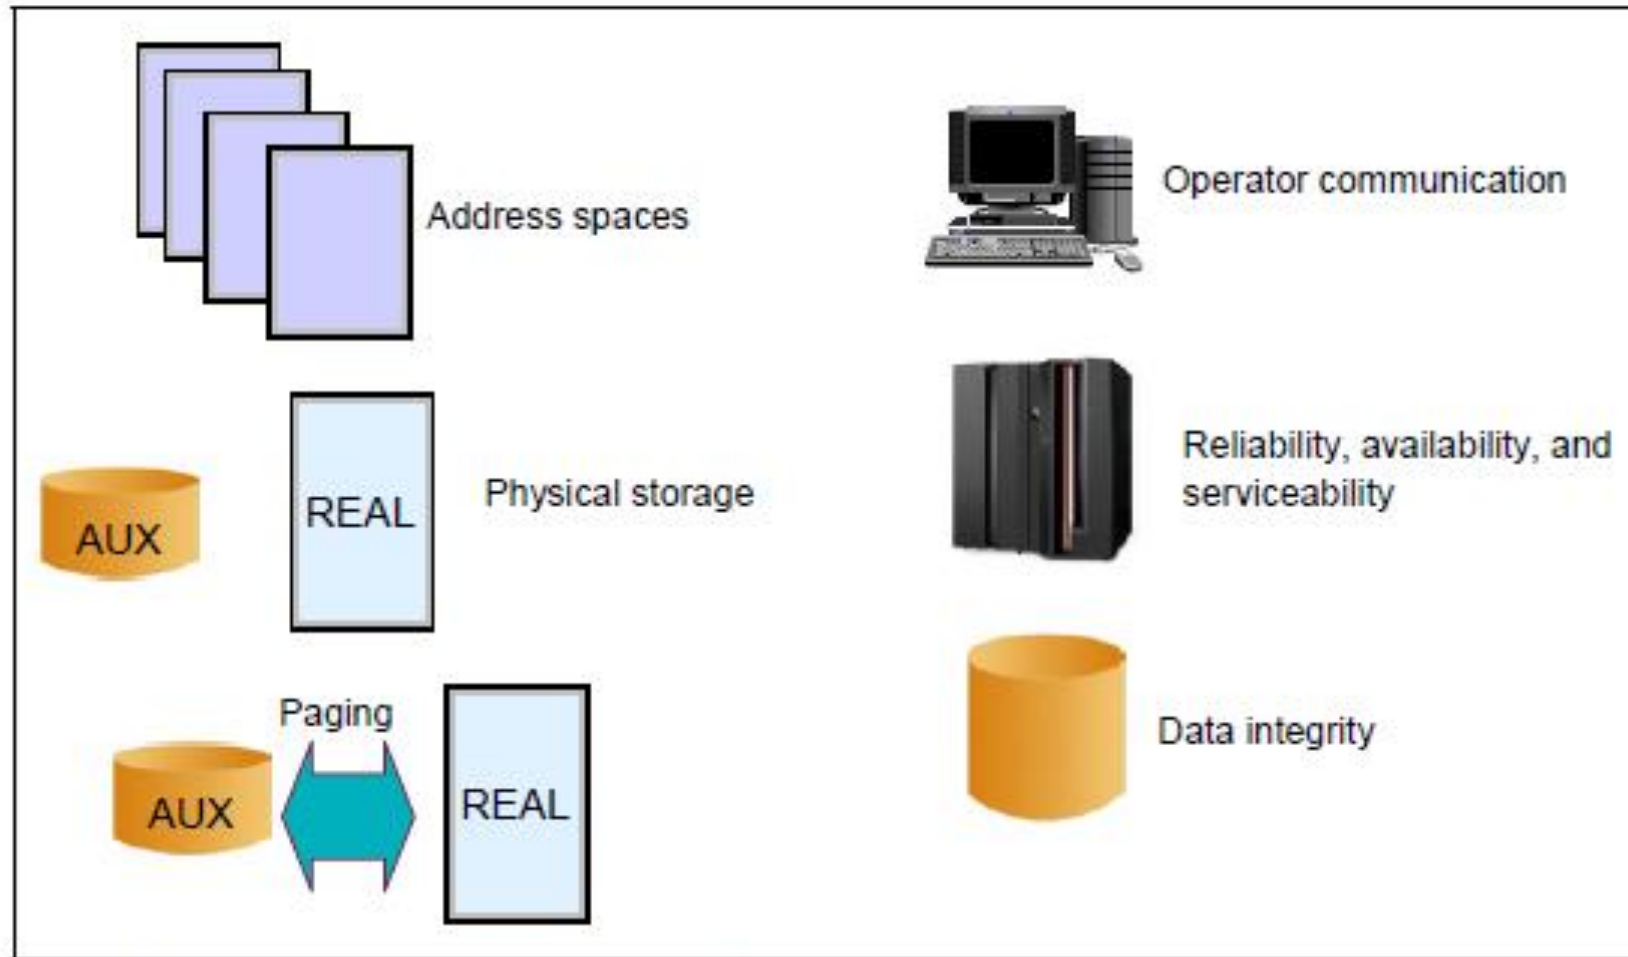 Address spaces
AUX
REAL
Physical storage
Paging
AUX
REAL
Operator communication
Reliability, availability, and
serviceability
Data integrity